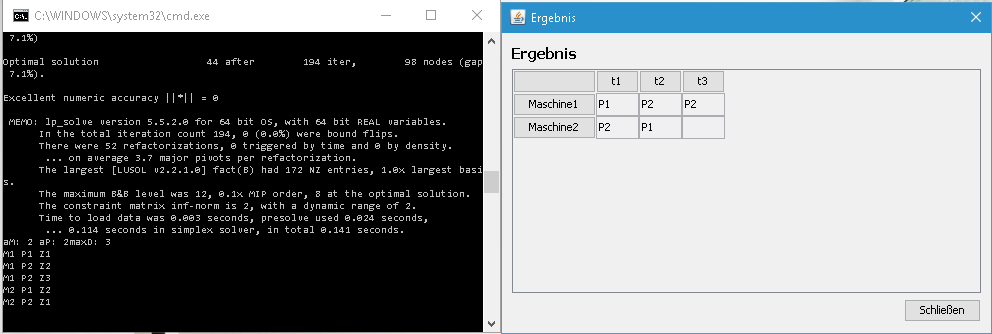 C:\WINDOWS\system32\cmd.exe
7.1%)
Optimal solution 44 after 194 iter, 98 nodes (gap
7.1%).
Excellent numeric accuracy ||*|| = 0
MEMO: lp_solve version 5.5.2.0 for 64 bit OS, with 64 bit REAL variables.
In the total iteration count 194, 0 (0.0%) were bound flips.
There were 52 refactorizations, 0 triggered by time and 0 by density.
... on average 3.7 major pivots per refactorization.
The largest [LUSOL v2.2.1.0] fact(B) had 172 NZ entries, 1.0x largest basi
s.
The maximum B&B level was 12, 0.1x MIP order, 8 at the optimal solution.
The constraint matrix inf-norm is 2, with a dynamic range of 2.
Time to load data was 0.003 seconds, presolve used 0.024 seconds,
... 0.114 seconds in simplex solver, in total 0.141 seconds.
aM: 2 aP: 2maxD: 3
M1 P1 Z1
M1 P2 Z2
M1 P2 Z3
M2 P1 Z2
M2 P2 Z1
Ergebnis
Ergebnis
t1 t2 t3
Maschine1 P1 P2 P2
Maschine2 P2 P1
Schließen